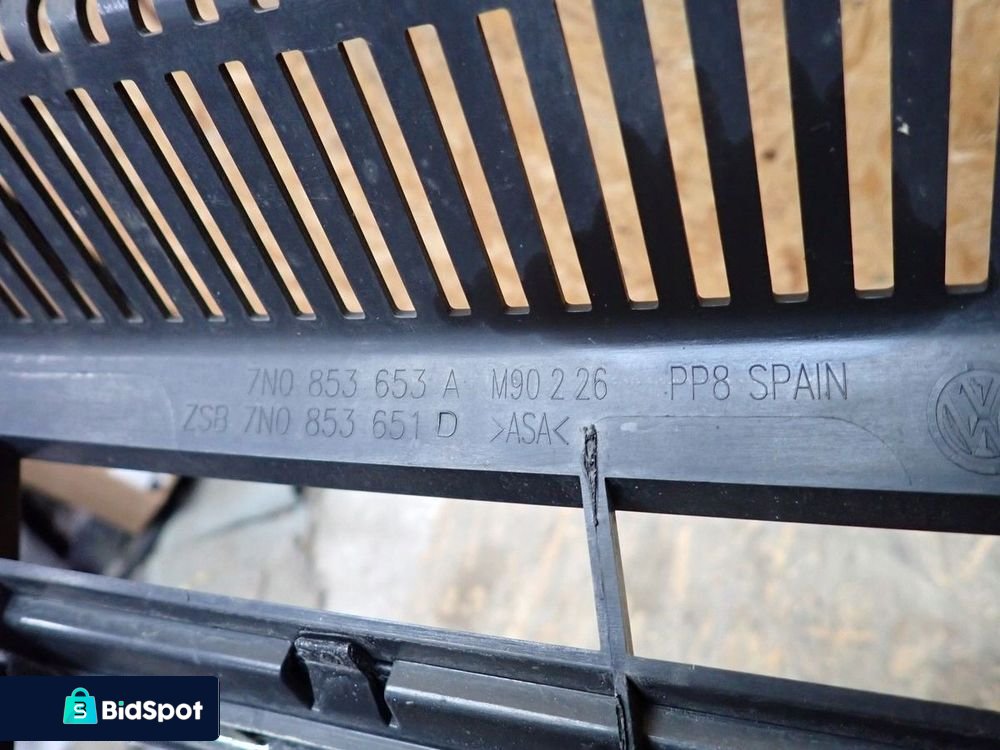 7N0 853 653 A M90 2 26 PP8 SPAIN
ZSB 7N0 853 651 D >ASA<
BidSpot